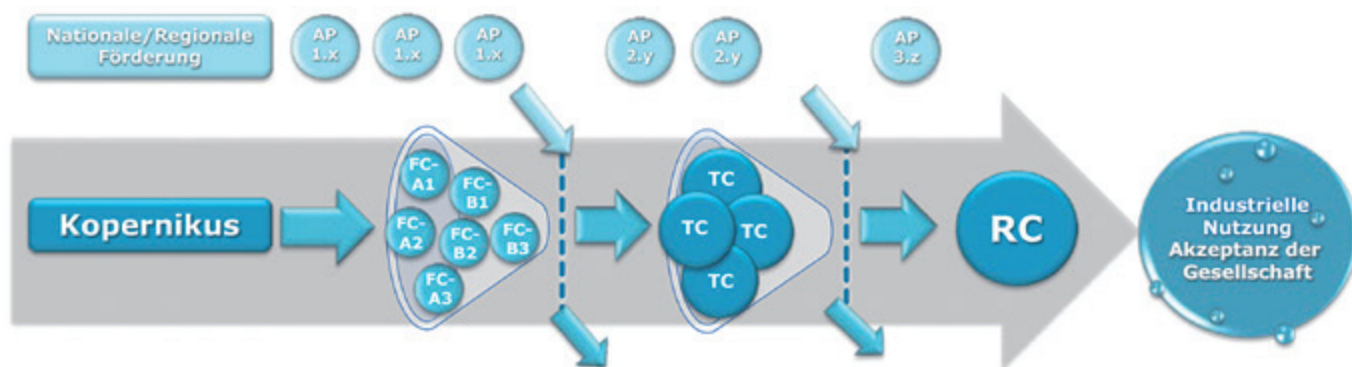 Nationale/Regionale
Förderung
AP
1.x
AP
1.x
AP
1.x
AP
2.y
AP
2.y
AP
3.z
Kopernikus
FC-
A1
FC-
B1
FC-
A2
FC-
B2
FC-
B3
FC-
A3
TC
TC
TC
TC
RC
Industrielle
Nutzung
Akzeptanz der
Gesellschaft